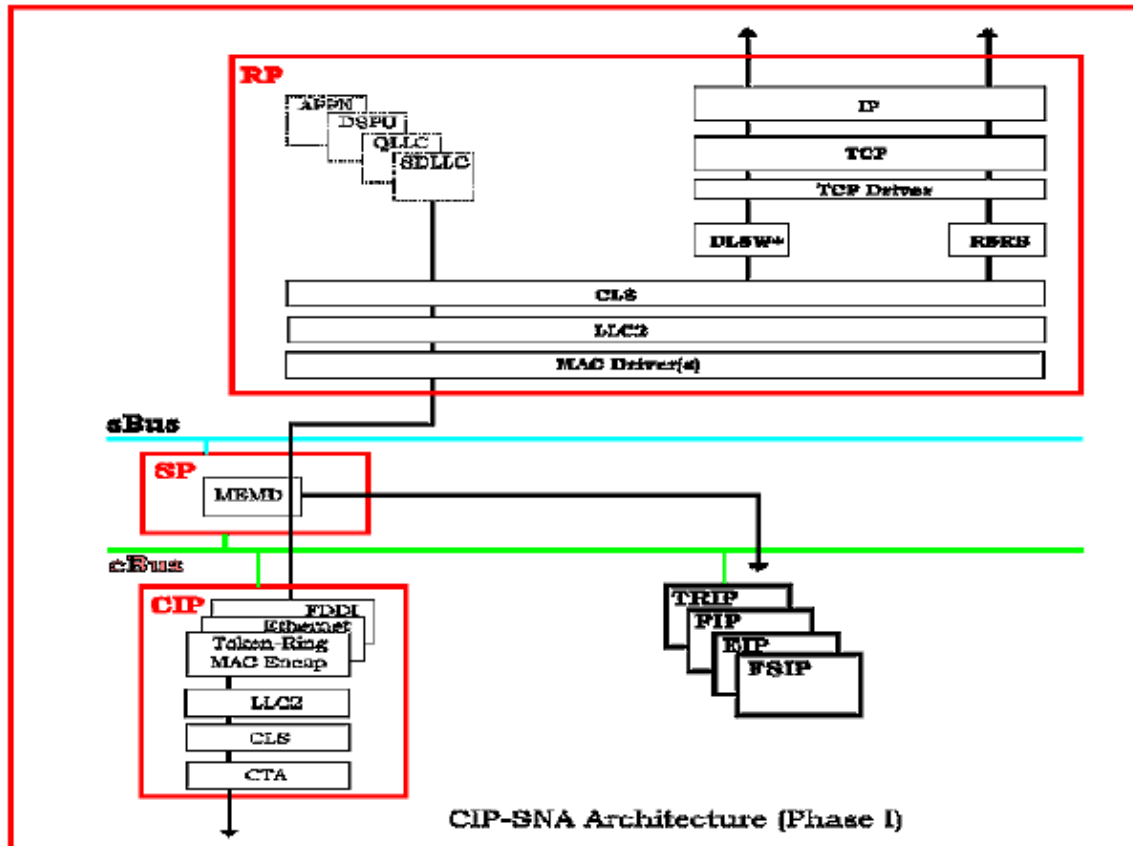 RP
APPN
DSPU
QLLC
SDLLC
IP
TCP
TCP Driver
DLSW+
RSRB
CLS
LLC2
MAC Driver(s)
sBus
SP
MEMD
cBus
CIP
FDDI
Ethernet
Token-Ring
MAC Encap
LLC2
CLS
CTA
TRIP
FIP
EIP
FSIP
CIP-SNA Architecture (Phase I)